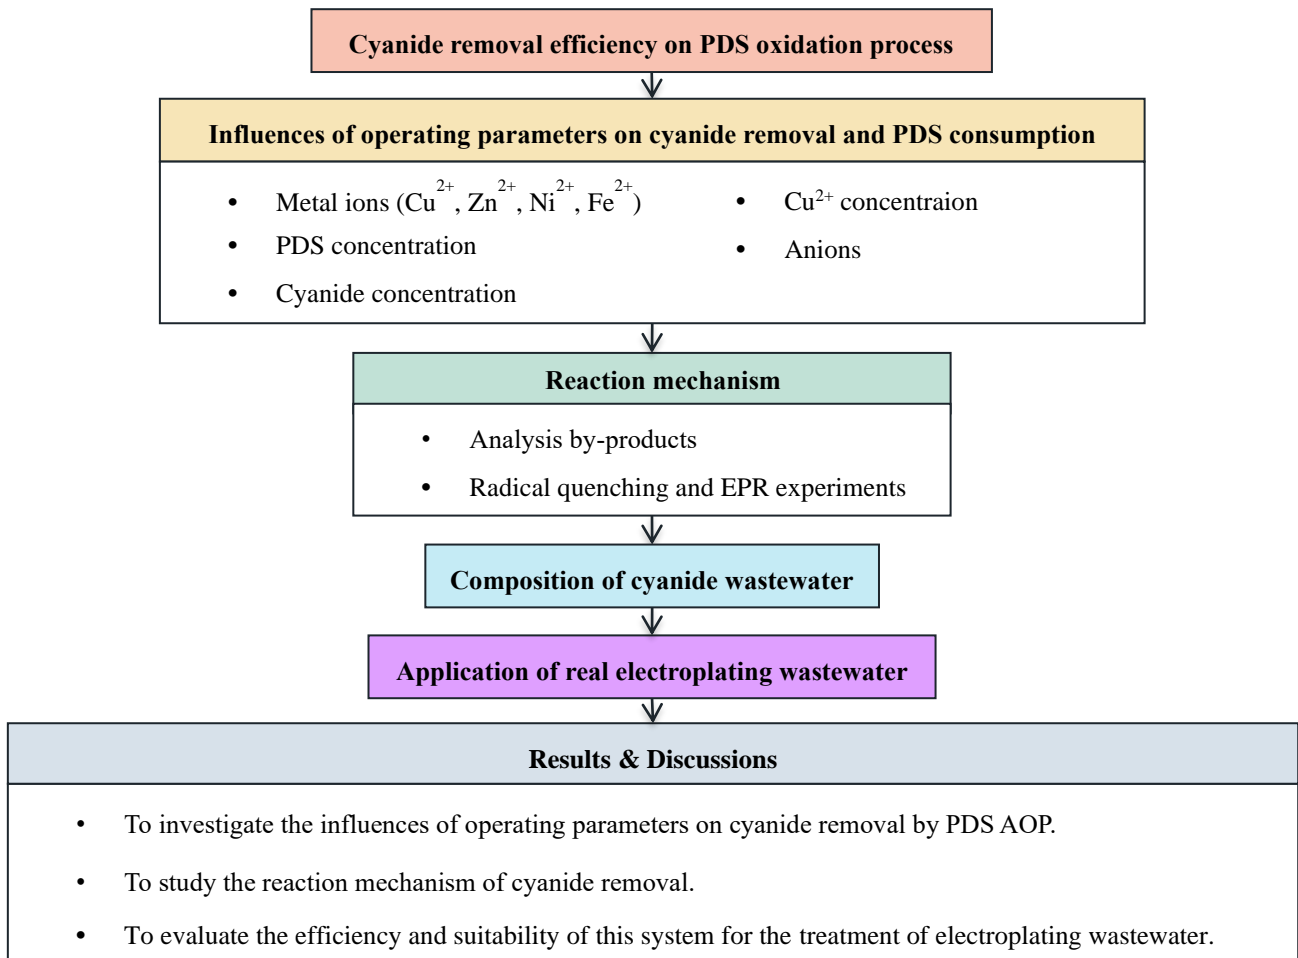 Cyanide removal efficiency on PDS oxidation process
Influences of operating parameters on cyanide removal and PDS consumption
• Metal ions (Cu²⁺, Zn²⁺, Ni²⁺, Fe²⁺)
• PDS concentration
• Cyanide concentration
• Cu²⁺ concentraion
• Anions
Reaction mechanism
• Analysis by-products
• Radical quenching and EPR experiments
Composition of cyanide wastewater
Application of real electroplating wastewater
Results & Discussions
• To investigate the influences of operating parameters on cyanide removal by PDS AOP.
• To study the reaction mechanism of cyanide removal.
• To evaluate the efficiency and suitability of this system for the treatment of electroplating wastewater.